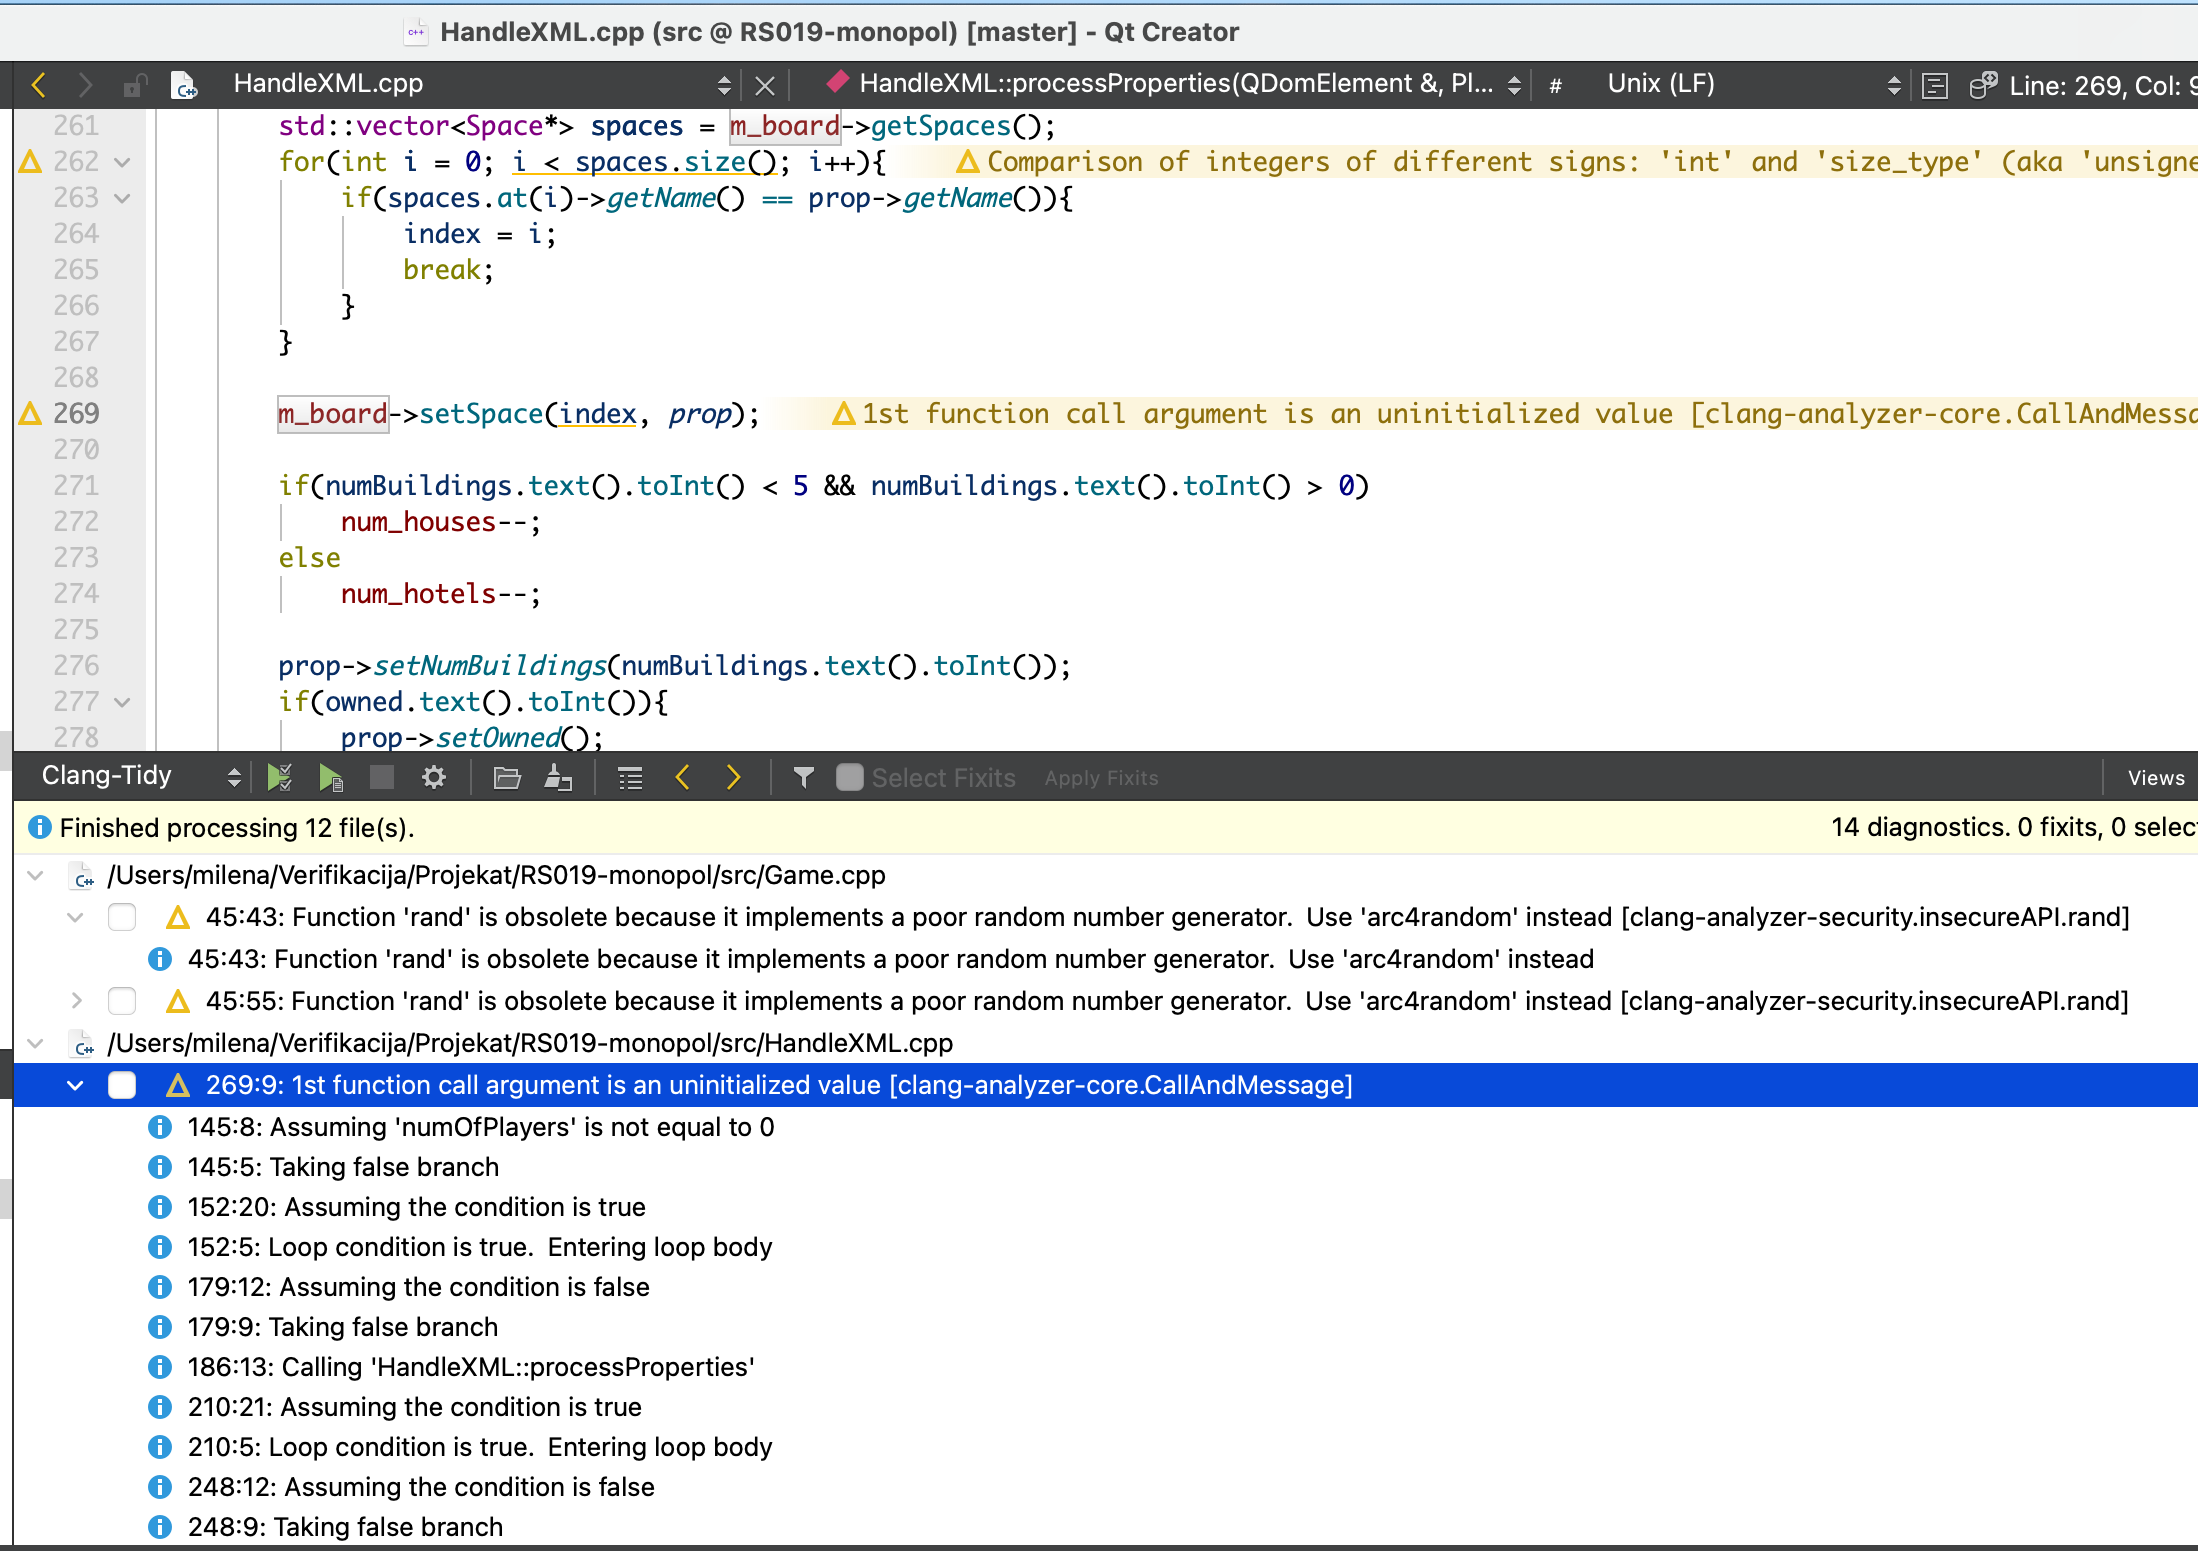 HandleXML.cpp (src @ RS019-monopol) [master] - Qt Creator
HandleXML.cpp HandleXML::processProperties(QDomElement &, Pl... # Unix (LF) Line: 269, Col: 9
261 std::vector<Space*> spaces = m_board->getSpaces();
262 for(int i = 0; i < spaces.size(); i++){ Comparison of integers of different signs: 'int' and 'size_type' (aka 'unsigne
263 if(spaces.at(i)->getName() == prop->getName()){
264 index = i;
265 break;
266 }
267 }
268
269 m_board->setSpace(index, prop); 1st function call argument is an uninitialized value [clang-analyzer-core.CallAndMessa
270
271 if(numBuildings.text().toInt() < 5 && numBuildings.text().toInt() > 0)
272 num_houses--;
273 else
274 num_hotels--;
275
276 prop->setNumBuildings(numBuildings.text().toInt());
277 if(owned.text().toInt()){
278 prop->setOwned();
Clang-Tidy Select Fixits Apply Fixits Views
Finished processing 12 file(s). 14 diagnostics. 0 fixits, 0 selec
/Users/milena/Verifikacija/Projekat/RS019-monopol/src/Game.cpp
45:43: Function 'rand' is obsolete because it implements a poor random number generator.  Use 'arc4random' instead [clang-analyzer-security.insecureAPI.rand]
45:43: Function 'rand' is obsolete because it implements a poor random number generator.  Use 'arc4random' instead
45:55: Function 'rand' is obsolete because it implements a poor random number generator.  Use 'arc4random' instead [clang-analyzer-security.insecureAPI.rand]
/Users/milena/Verifikacija/Projekat/RS019-monopol/src/HandleXML.cpp
269:9: 1st function call argument is an uninitialized value [clang-analyzer-core.CallAndMessage]
145:8: Assuming 'numOfPlayers' is not equal to 0
145:5: Taking false branch
152:20: Assuming the condition is true
152:5: Loop condition is true.  Entering loop body
179:12: Assuming the condition is false
179:9: Taking false branch
186:13: Calling 'HandleXML::processProperties'
210:21: Assuming the condition is true
210:5: Loop condition is true.  Entering loop body
248:12: Assuming the condition is false
248:9: Taking false branch